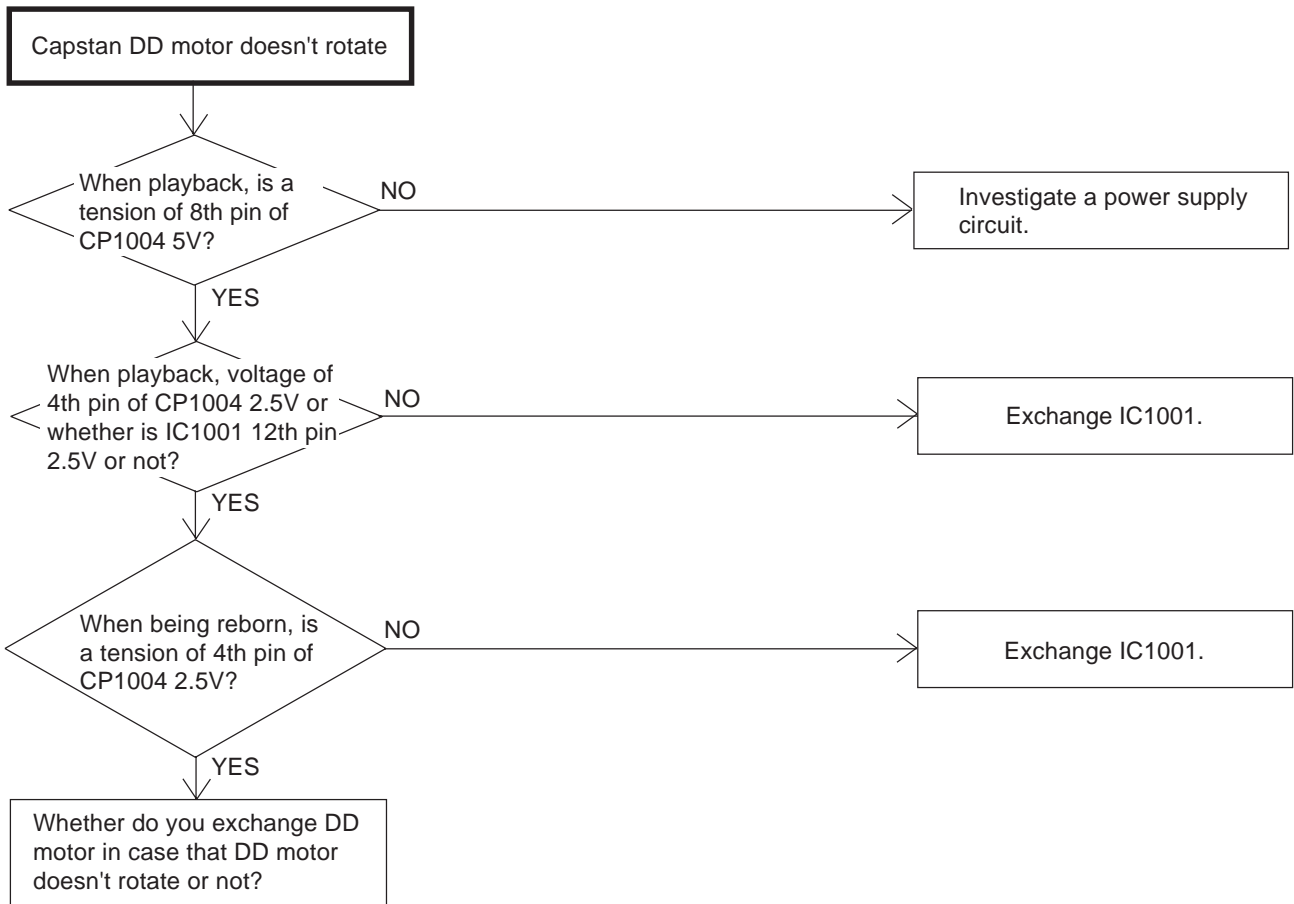 Capstan DD motor doesn't rotate
When playback, is a
tension of 8th pin of
CP1004 5V?
NO
Investigate a power supply
circuit.
YES
When playback, voltage of
4th pin of CP1004 2.5V or
whether is IC1001 12th pin
2.5V or not?
NO
Exchange IC1001.
YES
When being reborn, is
a tension of 4th pin of
CP1004 2.5V?
NO
Exchange IC1001.
YES
Whether do you exchange DD
motor in case that DD motor
doesn't rotate or not?